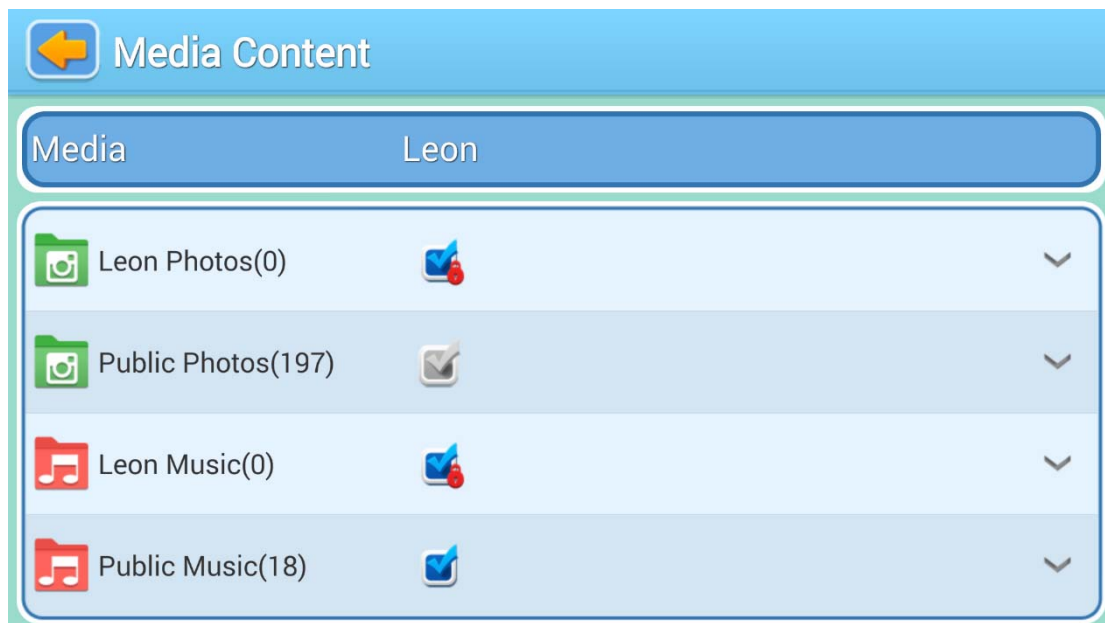 Media Content
Media Leon
Leon Photos(0)
Public Photos(197)
Leon Music(0)
Public Music(18)